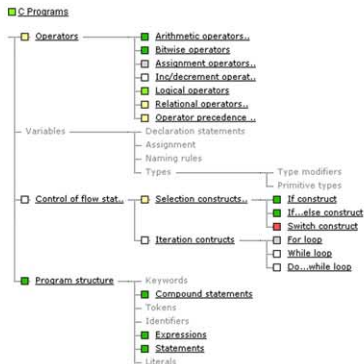 C Programs
Operators
Arithmetic operators..
Bitwise operators
Assignment operators..
Inc/decrement operat..
Logical operators
Relational operators..
Operator precedence ..
Variables
Declaration statements
Assignment
Naming rules
Types
Type modifiers
Primitive types
Control of flow stat..
Selection constructs..
If construct
If...else construct
Switch construct
Iteration contructs
For loop
While loop
Do...while loop
Program structure
Keywords
Compound statements
Tokens
Identifiers
Expressions
Statements
Literals